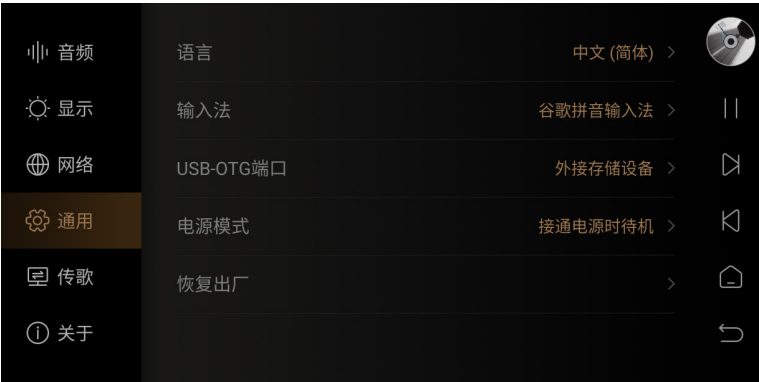 音频
显示
网络
通用
传歌
关于
语言 中文 (简体)
输入法 谷歌拼音输入法
USB-OTG端口 外接存储设备
电源模式 接通电源时待机
恢复出厂